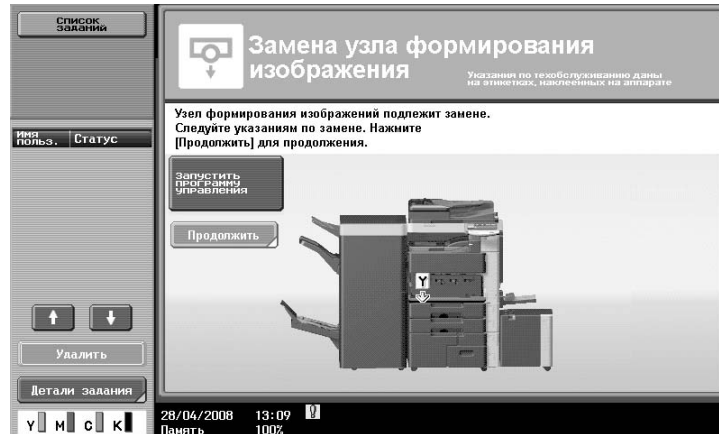 Список
заданий
Замена узла формирования
изображения
Указания по техобслуживанию даны
на этикетках, наклеенных на аппарате
Узел формирования изображений подлежит замене.
Следуйте указаниям по замене. Нажмите
[Продолжить] для продолжения.
Имя
польз.
Статус
Запустить
программу
управления
Продолжить
Y
Удалить
Детали задания
Y M C K
28/04/2008 13:09
Память 100%